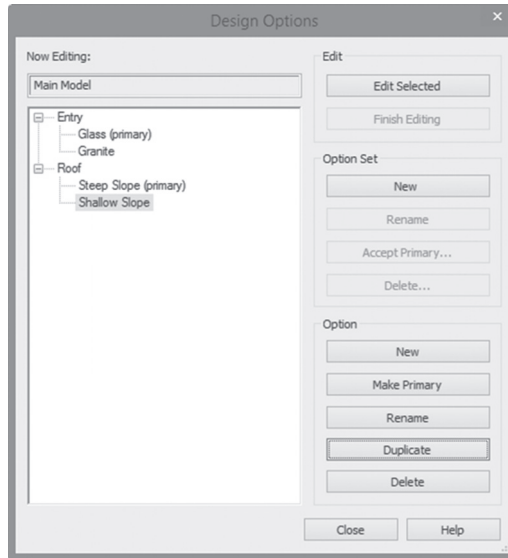 Design Options
Now Editing:
Main Model
Entry
Glass (primary)
Granite
Roof
Steep Slope (primary)
Shallow Slope
Edit
Edit Selected
Finish Editing
Option Set
New
Rename
Accept Primary...
Delete...
Option
New
Make Primary
Rename
Duplicate
Delete
Close Help